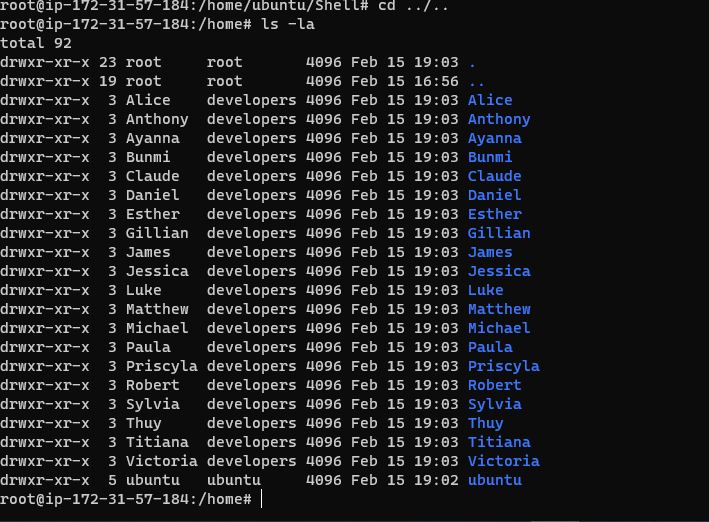 root@ip-172-31-57-184:/home/ubuntu/Shell# cd ../..
root@ip-172-31-57-184:/home# ls -la
total 92
drwxr-xr-x 23 root     root       4096 Feb 15 19:03 .
drwxr-xr-x 19 root     root       4096 Feb 15 16:56 ..
drwxr-xr-x  3 Alice    developers 4096 Feb 15 19:03 Alice
drwxr-xr-x  3 Anthony  developers 4096 Feb 15 19:03 Anthony
drwxr-xr-x  3 Ayanna   developers 4096 Feb 15 19:03 Ayanna
drwxr-xr-x  3 Bunmi    developers 4096 Feb 15 19:03 Bunmi
drwxr-xr-x  3 Claude   developers 4096 Feb 15 19:03 Claude
drwxr-xr-x  3 Daniel   developers 4096 Feb 15 19:03 Daniel
drwxr-xr-x  3 Esther   developers 4096 Feb 15 19:03 Esther
drwxr-xr-x  3 Gillian  developers 4096 Feb 15 19:03 Gillian
drwxr-xr-x  3 James    developers 4096 Feb 15 19:03 James
drwxr-xr-x  3 Jessica  developers 4096 Feb 15 19:03 Jessica
drwxr-xr-x  3 Luke     developers 4096 Feb 15 19:03 Luke
drwxr-xr-x  3 Matthew  developers 4096 Feb 15 19:03 Matthew
drwxr-xr-x  3 Michael  developers 4096 Feb 15 19:03 Michael
drwxr-xr-x  3 Paula    developers 4096 Feb 15 19:03 Paula
drwxr-xr-x  3 Priscyla developers 4096 Feb 15 19:03 Priscyla
drwxr-xr-x  3 Robert   developers 4096 Feb 15 19:03 Robert
drwxr-xr-x  3 Sylvia   developers 4096 Feb 15 19:03 Sylvia
drwxr-xr-x  3 Thuy     developers 4096 Feb 15 19:03 Thuy
drwxr-xr-x  3 Titiana  developers 4096 Feb 15 19:03 Titiana
drwxr-xr-x  3 Victoria developers 4096 Feb 15 19:03 Victoria
drwxr-xr-x  5 ubuntu   ubuntu     4096 Feb 15 19:02 ubuntu
root@ip-172-31-57-184:/home#